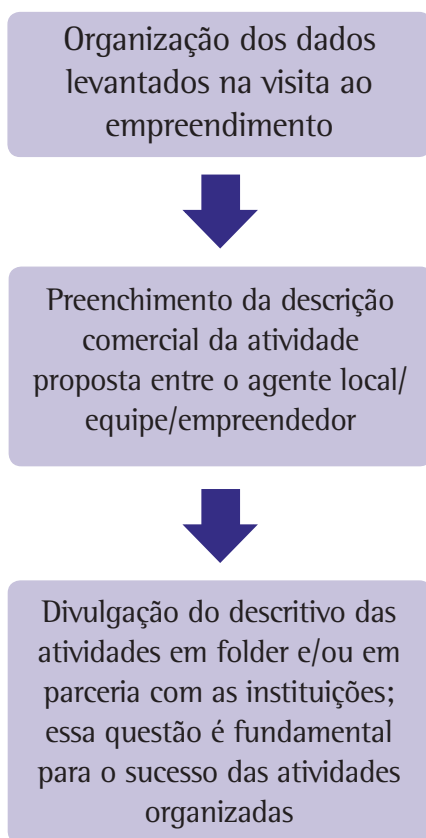 Organização dos dados
levantados na visita ao
empreendimento
Preenchimento da descrição
comercial da atividade
proposta entre o agente local/
equipe/empreendedor
Divulgação do descritivo das
atividades em folder e/ou em
parceria com as instituições;
essa questão é fundamental
para o sucesso das atividades
organizadas